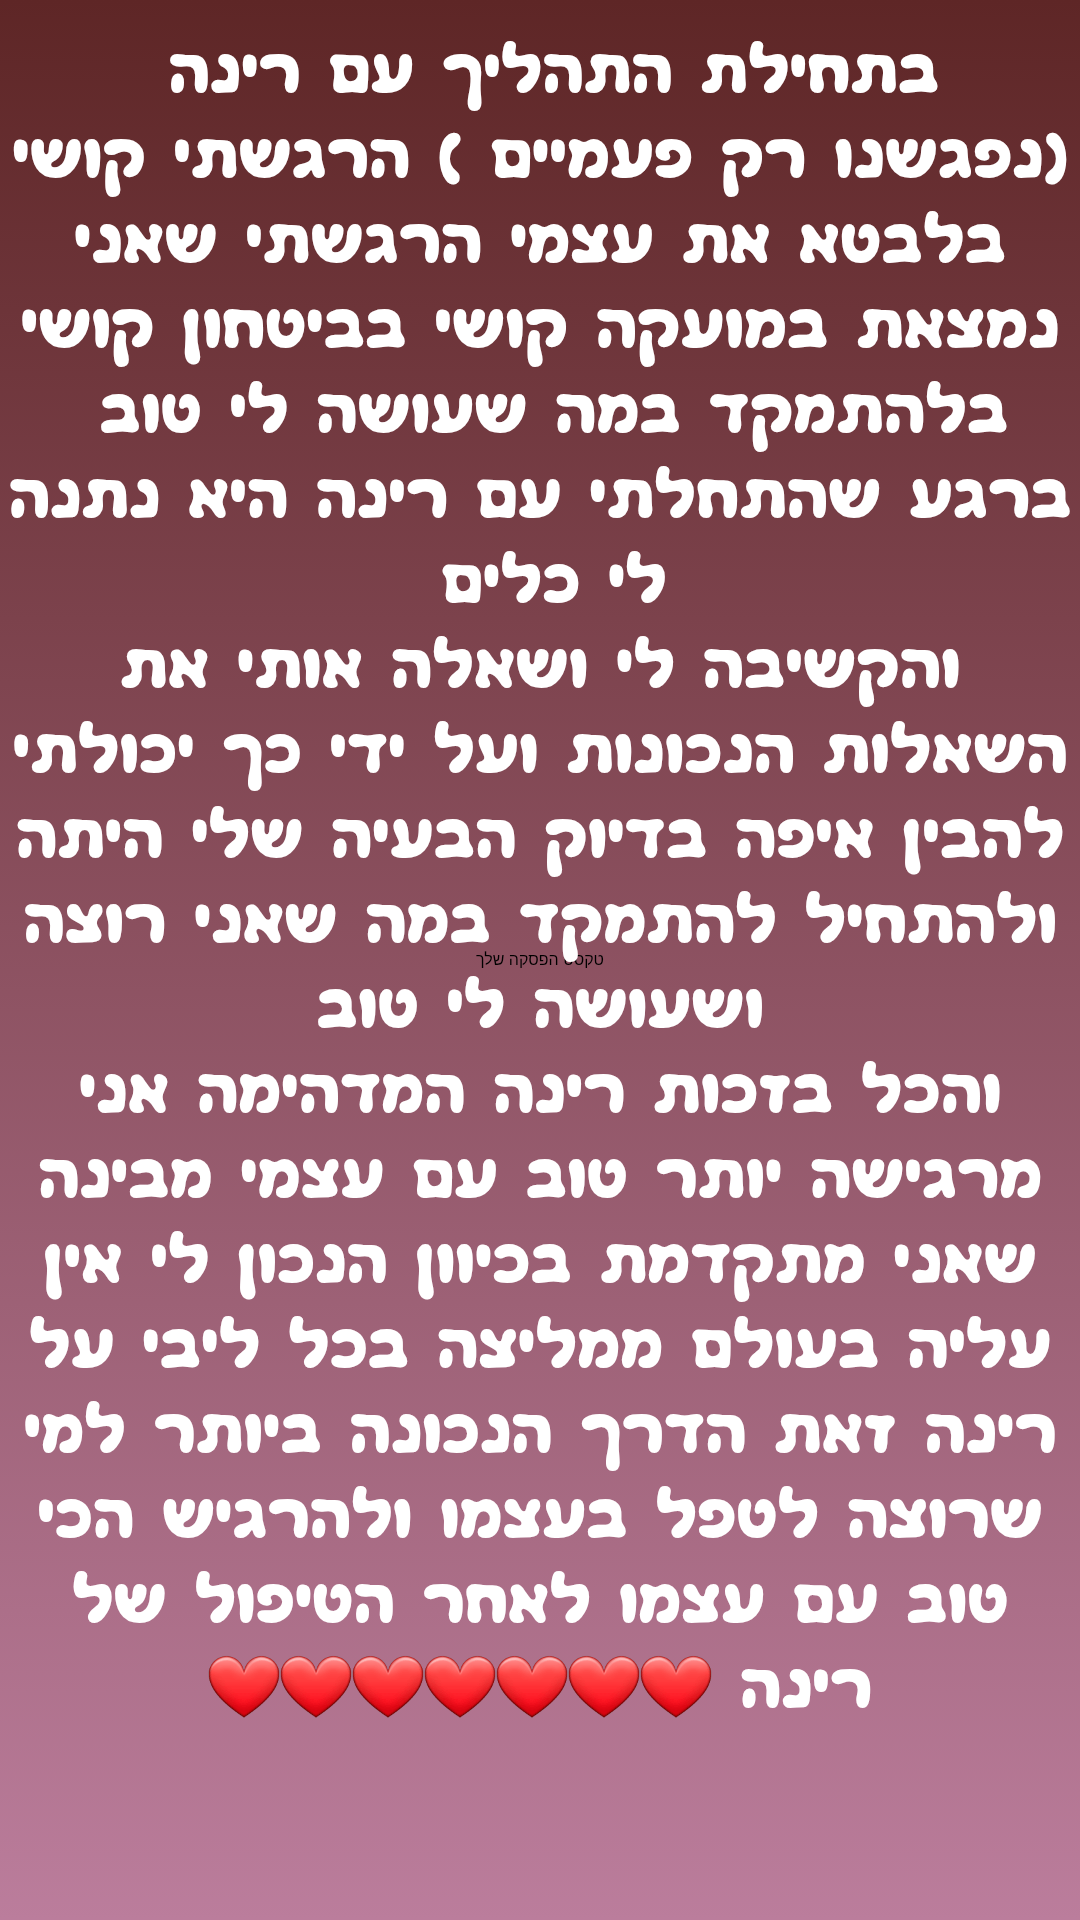 בתחילת התהליך עם רינה
(נפגשנו רק פעמיים ) הרגשתי קושי
בלבטא את עצמי הרגשתי שאני
נמצאת במועקה קושי בביטחון קושי
בלהתמקד במה שעושה לי טוב
ברגע שהתחלתי עם רינה היא נתנה
לי כלים
והקשיבה לי ושאלה אותי את
השאלות הנכונות ועל ידי כך יכולתי
להבין איפה בדיוק הבעיה שלי היתה
ולהתחיל להתמקד במה שאני רוצה
טקסט הפסקה שלך
ושעושה לי טוב
והכל בזכות רינה המדהימה אני
מרגישה יותר טוב עם עצמי מבינה
שאני מתקדמת בכיוון הנכון לי אין
עליה בעולם ממליצה בכל ליבי על
רינה זאת הדרך הנכונה ביותר למי
שרוצה לטפל בעצמו ולהרגיש הכי
טוב עם עצמו לאחר הטיפול של
רינה ❤️❤️❤️❤️❤️❤️❤️